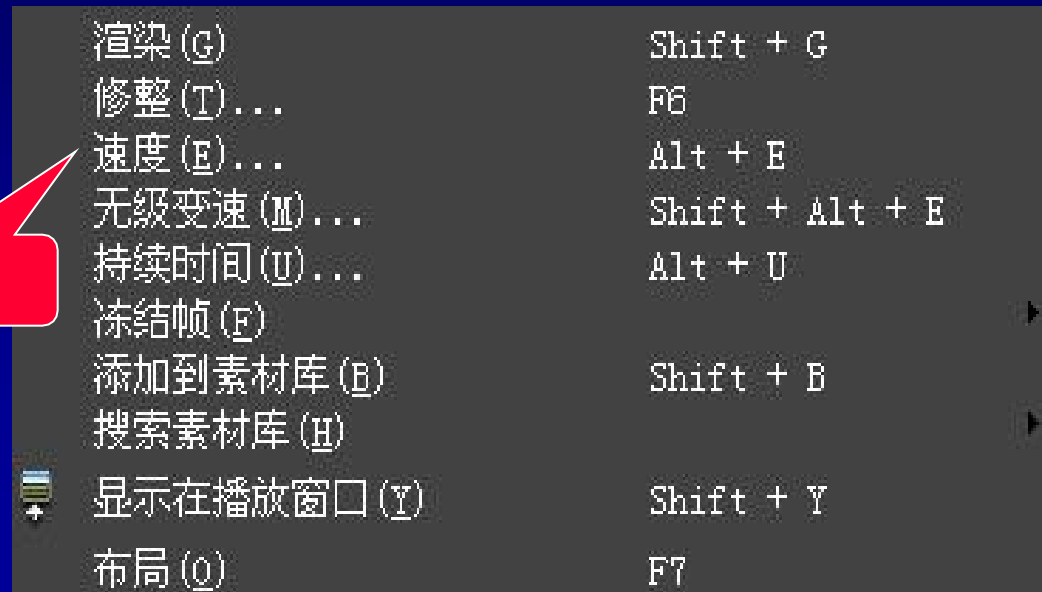 渲染(G) Shift + G
修整(T)... F6
速度(E)... Alt + E
无级变速(M)... Shift + Alt + E
持续时间(U)... Alt + U
冻结帧(F)
添加到素材库(B) Shift + B
搜索素材库(H)
显示在播放窗口(Y) Shift + Y
布局(O) F7